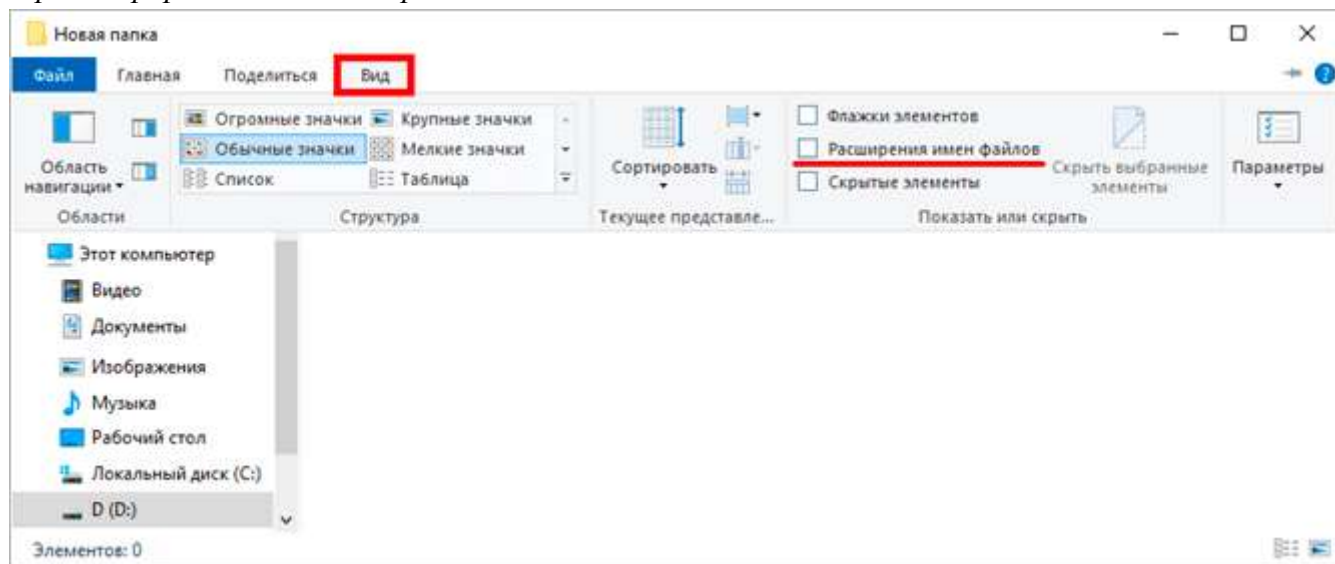 Новая папка
Файл Главная Поделиться Вид
Огромные значки Крупные значки
Обычные значки Мелкие значки
Список Таблица
Область навигации
Сортировать
Флажки элементов
Расширения имен файлов
Скрытые элементы
Скрыть выбранные элементы
Параметры
Области Структура Текущее представле... Показать или скрыть
Этот компьютер
Видео
Документы
Изображения
Музыка
Рабочий стол
Локальный диск (C:)
D (D:)
Элементов: 0